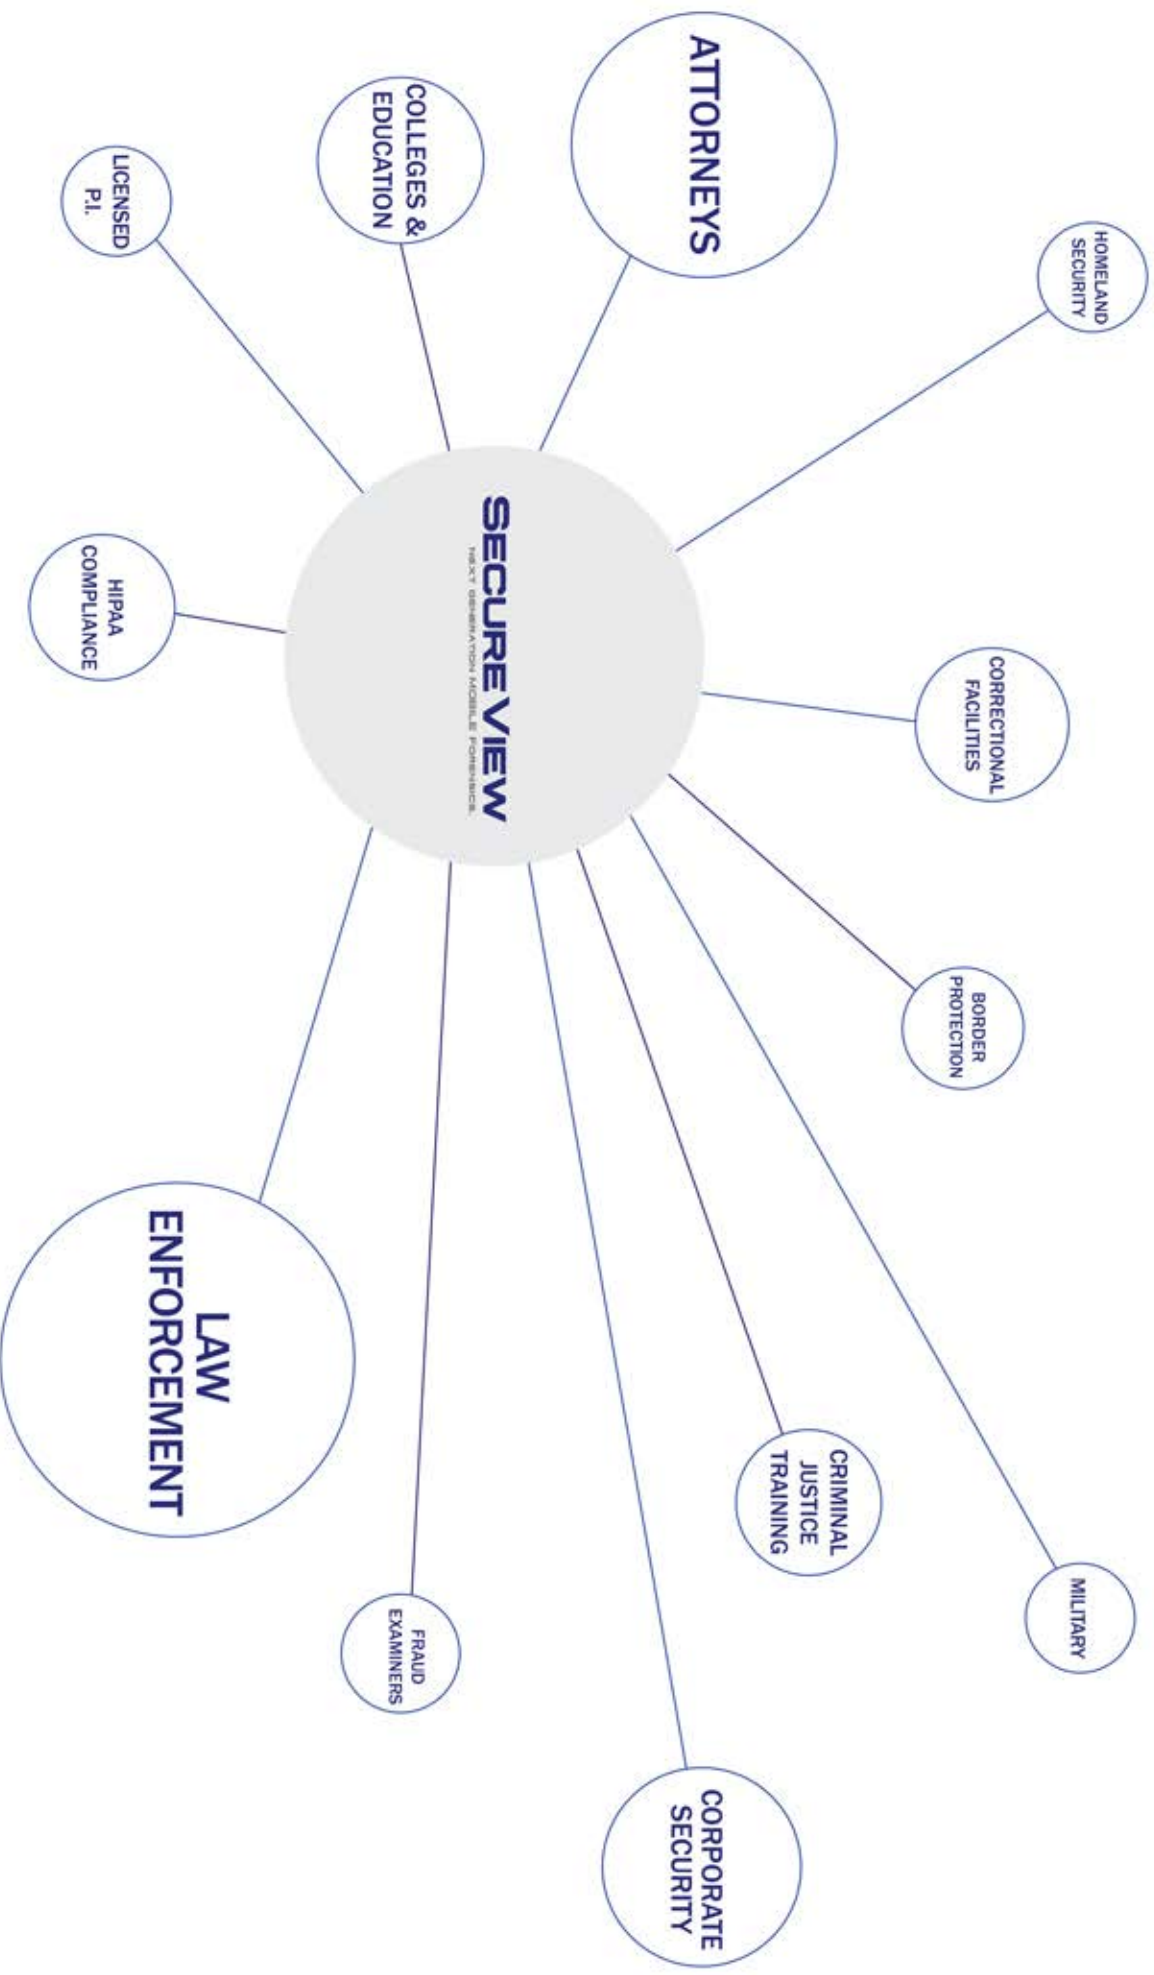 HOMELAND
SECURITY
MILITARY
CORRECTIONAL
FACILITIES
BORDER
PROTECTION
CRIMINAL
JUSTICE
TRAINING
ATTORNEYS
CORPORATE
SECURITY
SECUREVIEW
NEXT GENERATION MOBILE FORENSICS
COLLEGES &
EDUCATION
FRAUD
EXAMINERS
LAW
ENFORCEMENT
LICENSED
P.I.
HIPAA
COMPLIANCE